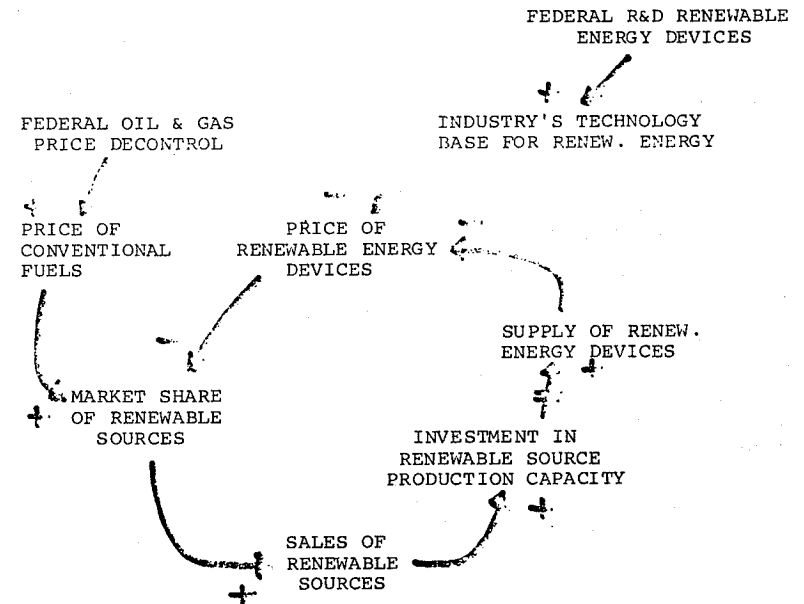 FEDERAL R&D RENEWABLE
ENERGY DEVICES
+
INDUSTRY'S TECHNOLOGY
BASE FOR RENEW. ENERGY
FEDERAL OIL & GAS
PRICE DECONTROL
+
-
-
PRICE OF
CONVENTIONAL
FUELS
PRICE OF
RENEWABLE ENERGY
DEVICES
SUPPLY OF RENEW.
ENERGY DEVICES
+
-
MARKET SHARE
OF RENEWABLE
SOURCES
+
INVESTMENT IN
RENEWABLE SOURCE
PRODUCTION CAPACITY
+
SALES OF
RENEWABLE
SOURCES
+